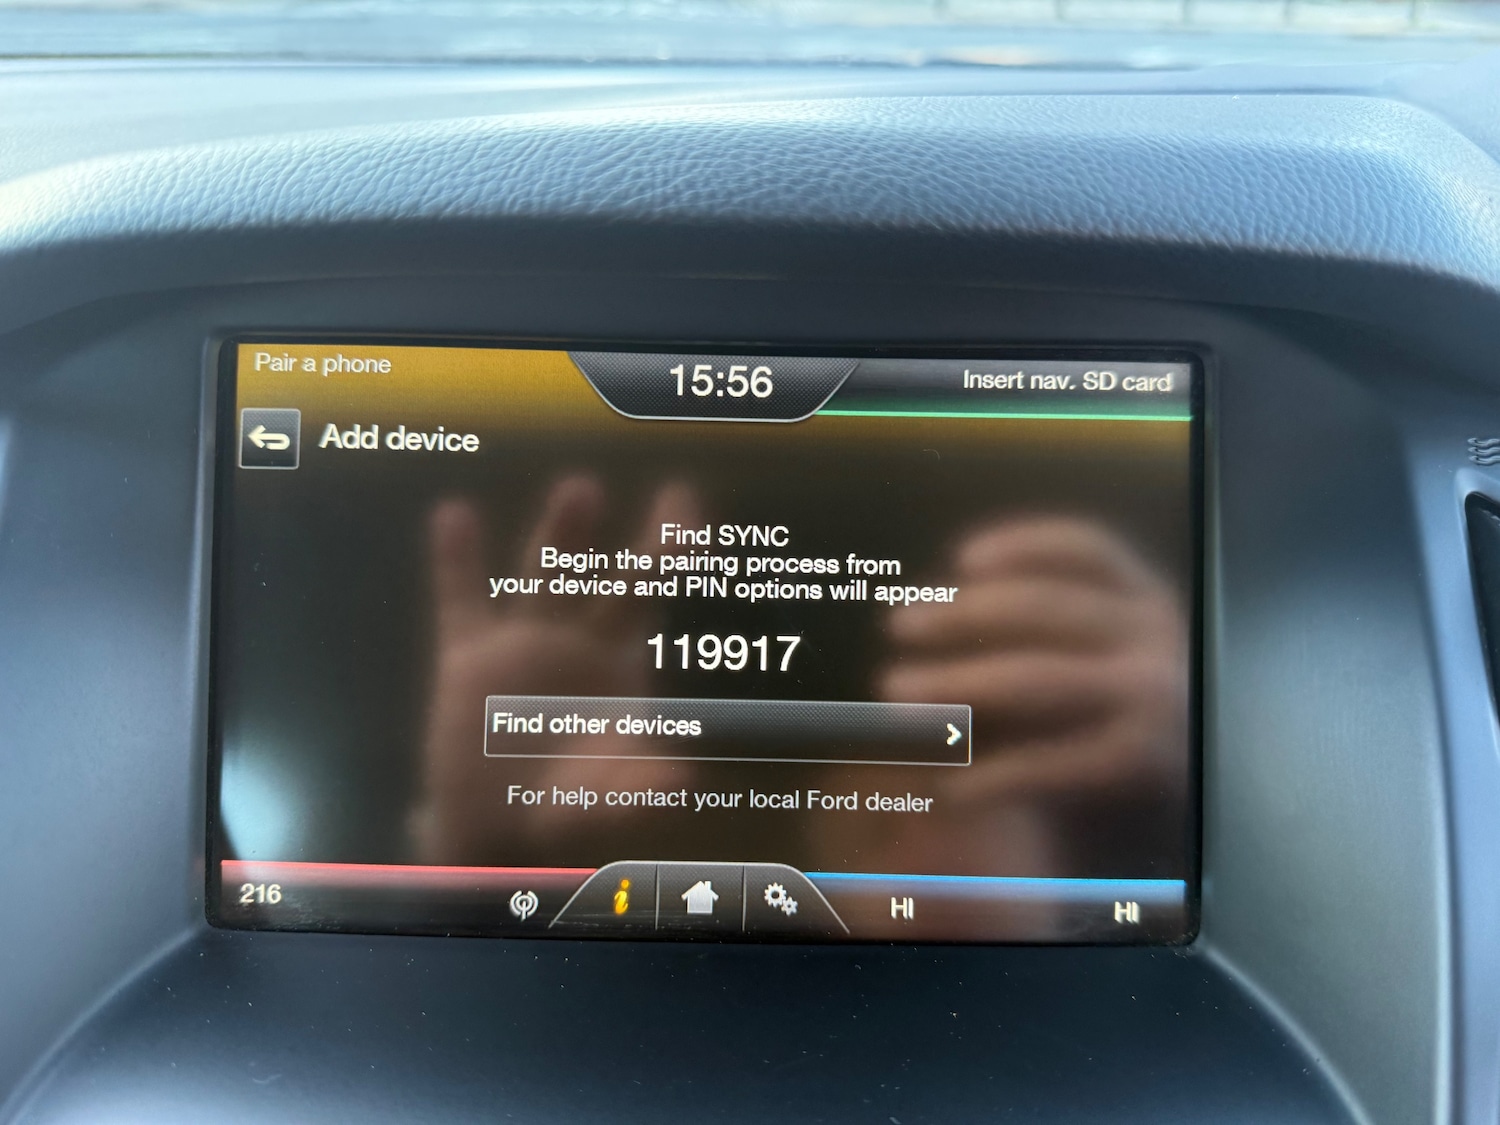 Pair a phone
15:56
Insert nav. SD card
Add device
Find SYNC
Begin the pairing process from
your device and PIN options will appear
119917
Find other devices
For help contact your local Ford dealer
216
i
HI
HI